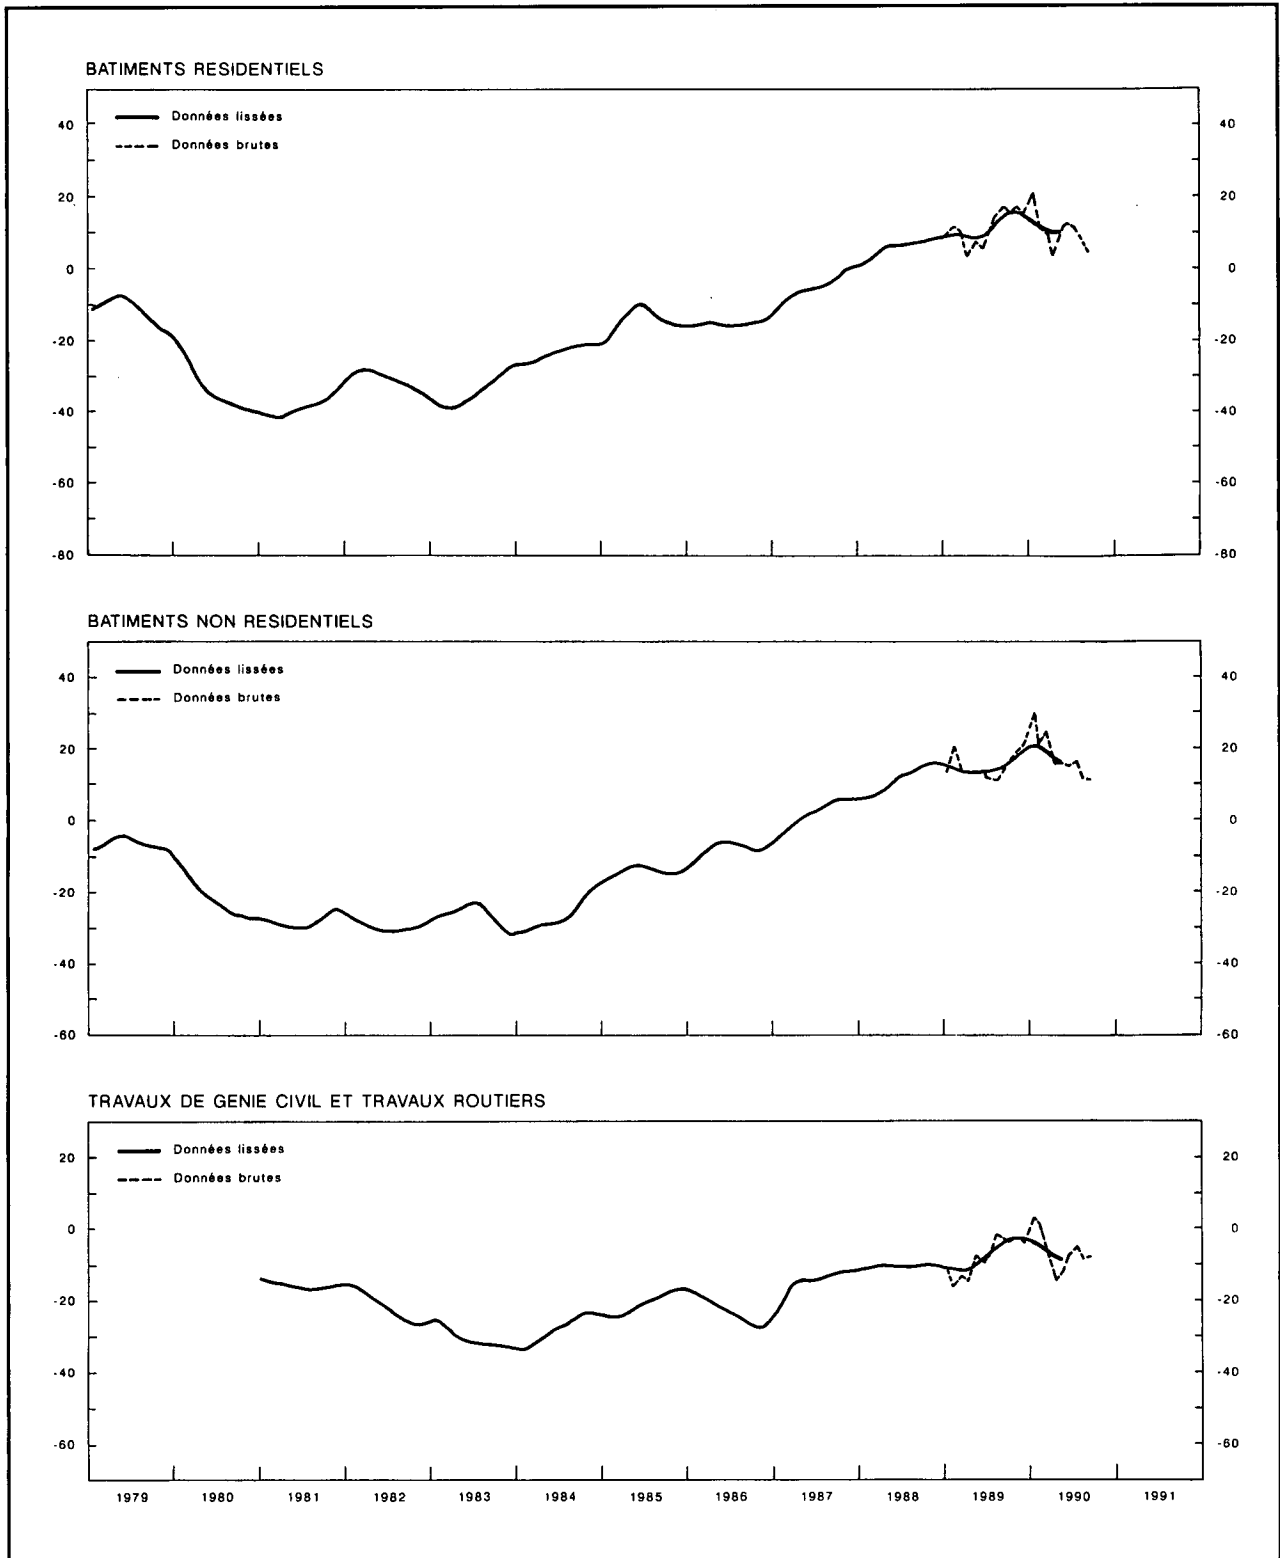 BATIMENTS RESIDENTIELS
Données lissées
Données brutes
40 40
20 20
0 0
-20 -20
-40 -40
-60 -60
-80 -80
BATIMENTS NON RESIDENTIELS
Données lissées
Données brutes
40 40
20 20
0 0
-20 -20
-40 -40
-60 -60
TRAVAUX DE GENIE CIVIL ET TRAVAUX ROUTIERS
Données lissées
Données brutes
20 20
0 0
-20 -20
-40 -40
-60 -60
1979 1980 1981 1982 1983 1984 1985 1986 1987 1988 1989 1990 1991